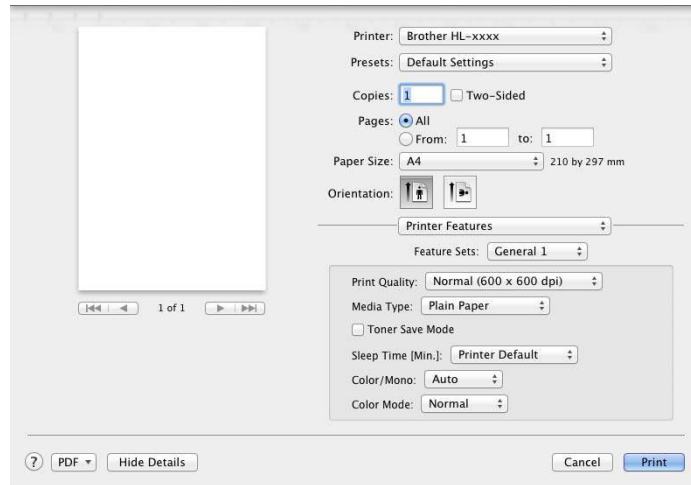 Printer: Brother HL-xxxx
Presets: Default Settings
Copies: 1 Two-Sided
Pages: All
From: 1 to: 1
Paper Size: A4 210 by 297 mm
Orientation:
Printer Features
Feature Sets: General 1
Print Quality: Normal (600 x 600 dpi)
Media Type: Plain Paper
Toner Save Mode
Sleep Time [Min.]: Printer Default
Color/Mono: Auto
Color Mode: Normal
1 of 1
? PDF Hide Details Cancel Print